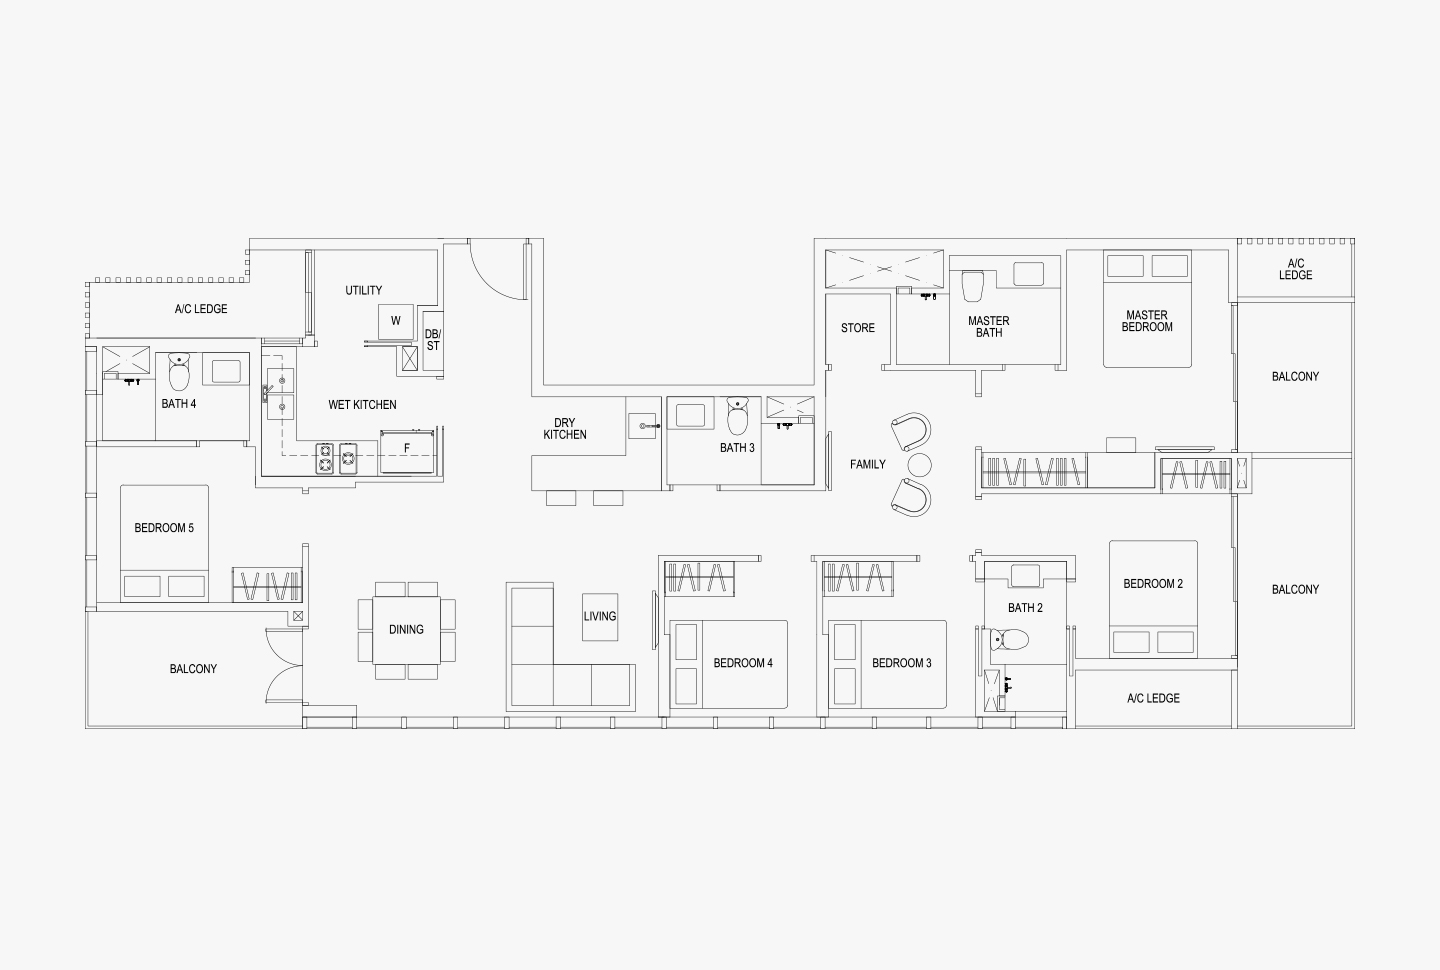 A/C
LEDGE
UTILITY
A/C LEDGE
W
DB/
ST
STORE
MASTER
BATH
MASTER
BEDROOM
BALCONY
BATH 4
WET KITCHEN
DRY
KITCHEN
F
BATH 3
FAMILY
BEDROOM 5
BEDROOM 2
BALCONY
BATH 2
LIVING
DINING
BALCONY
BEDROOM 4
BEDROOM 3
A/C LEDGE